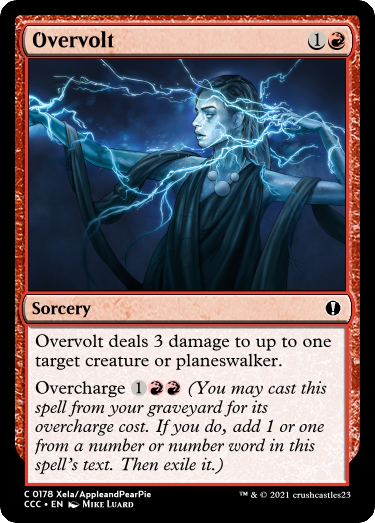 Overvolt 1
Sorcery
Overvolt deals 3 damage to up to one
target creature or planeswalker.
Overcharge 1 (You may cast this
spell from your graveyard for its
overcharge cost. If you do, add 1 or one
from a number or number word in this
spell's text. Then exile it.)
C 0178 Xela/AppleandPearPie
CCC • EN Mike Luard
™ & © 2021 crushcastles23